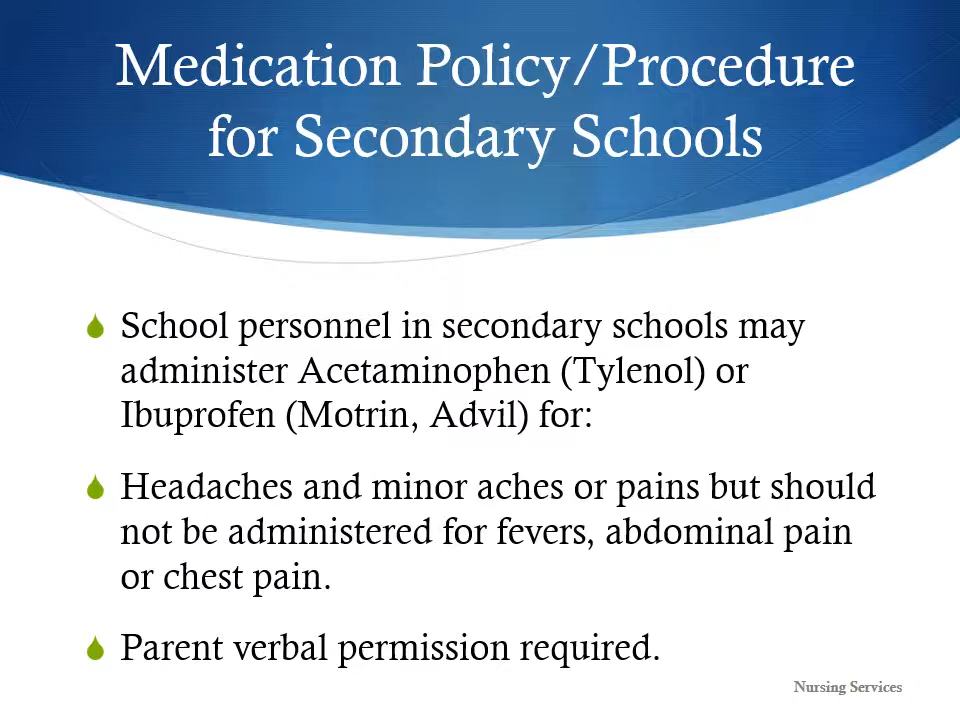 Medication Policy/Procedure
for Secondary Schools
School personnel in secondary schools may
administer Acetaminophen (Tylenol) or
Ibuprofen (Motrin, Advil) for:
Headaches and minor aches or pains but should
not be administered for fevers, abdominal pain
or chest pain.
Parent verbal permission required.
Nursing Services